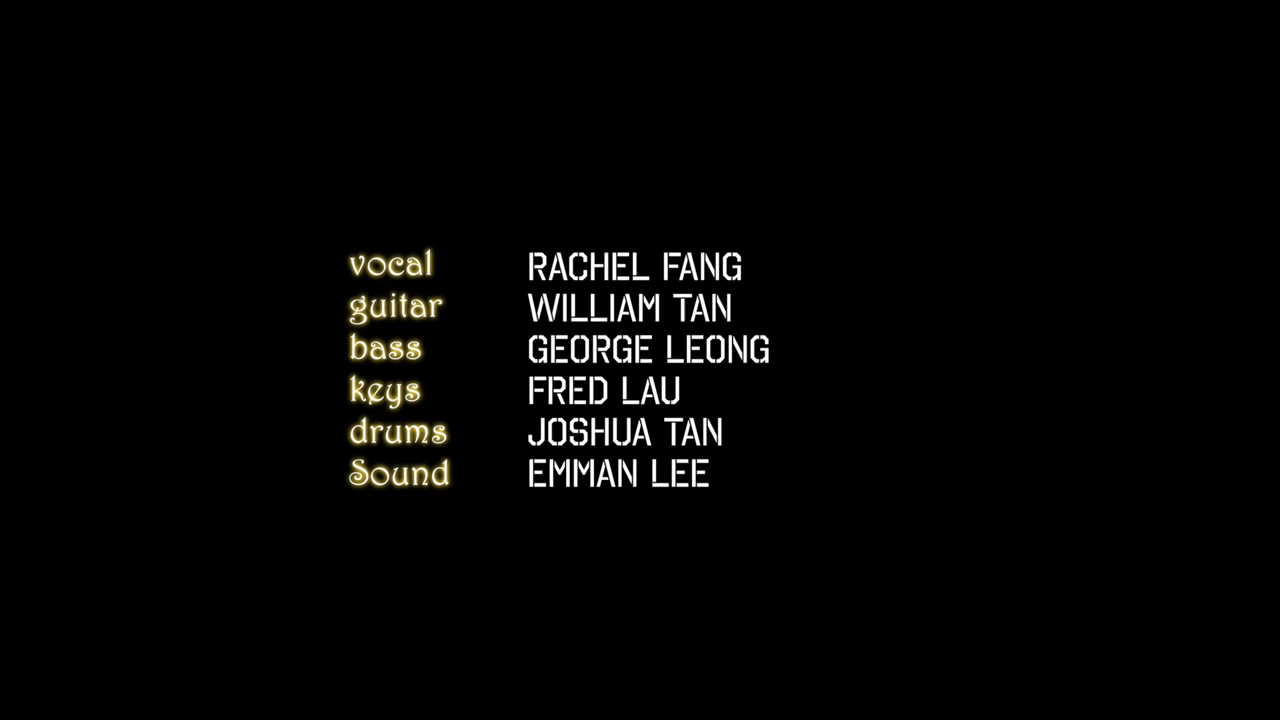 vocal RACHEL FANG
guitar WILLIAM TAN
bass GEORGE LEONG
keys FRED LAU
drums JOSHUA TAN
Sound EMMAN LEE